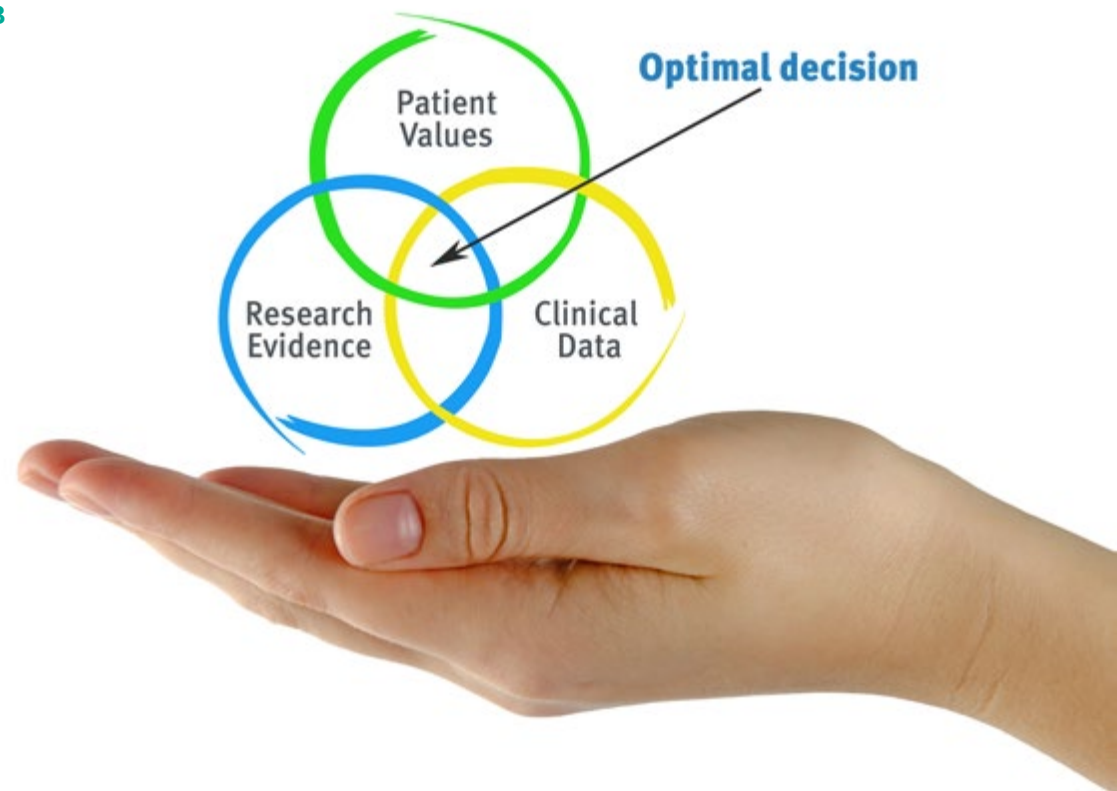 Optimal decision
Patient
Values
Research
Evidence
Clinical
Data